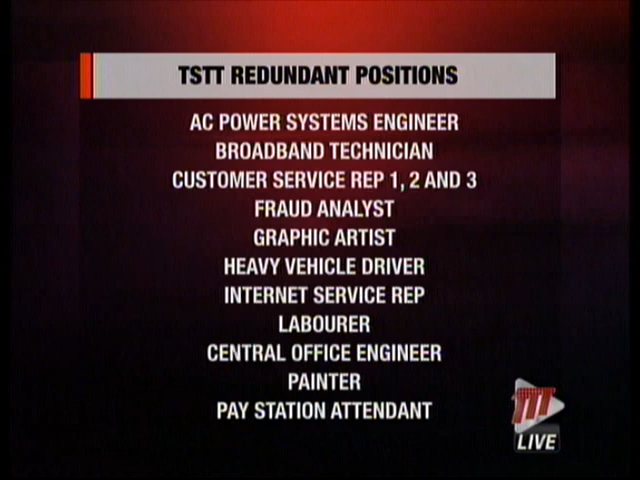 TSTT REDUNDANT POSITIONS
AC POWER SYSTEMS ENGINEER
BROADBAND TECHNICIAN
CUSTOMER SERVICE REP 1, 2 AND 3
FRAUD ANALYST
GRAPHIC ARTIST
HEAVY VEHICLE DRIVER
INTERNET SERVICE REP
LABOURER
CENTRAL OFFICE ENGINEER
PAINTER
PAY STATION ATTENDANT
LIVE